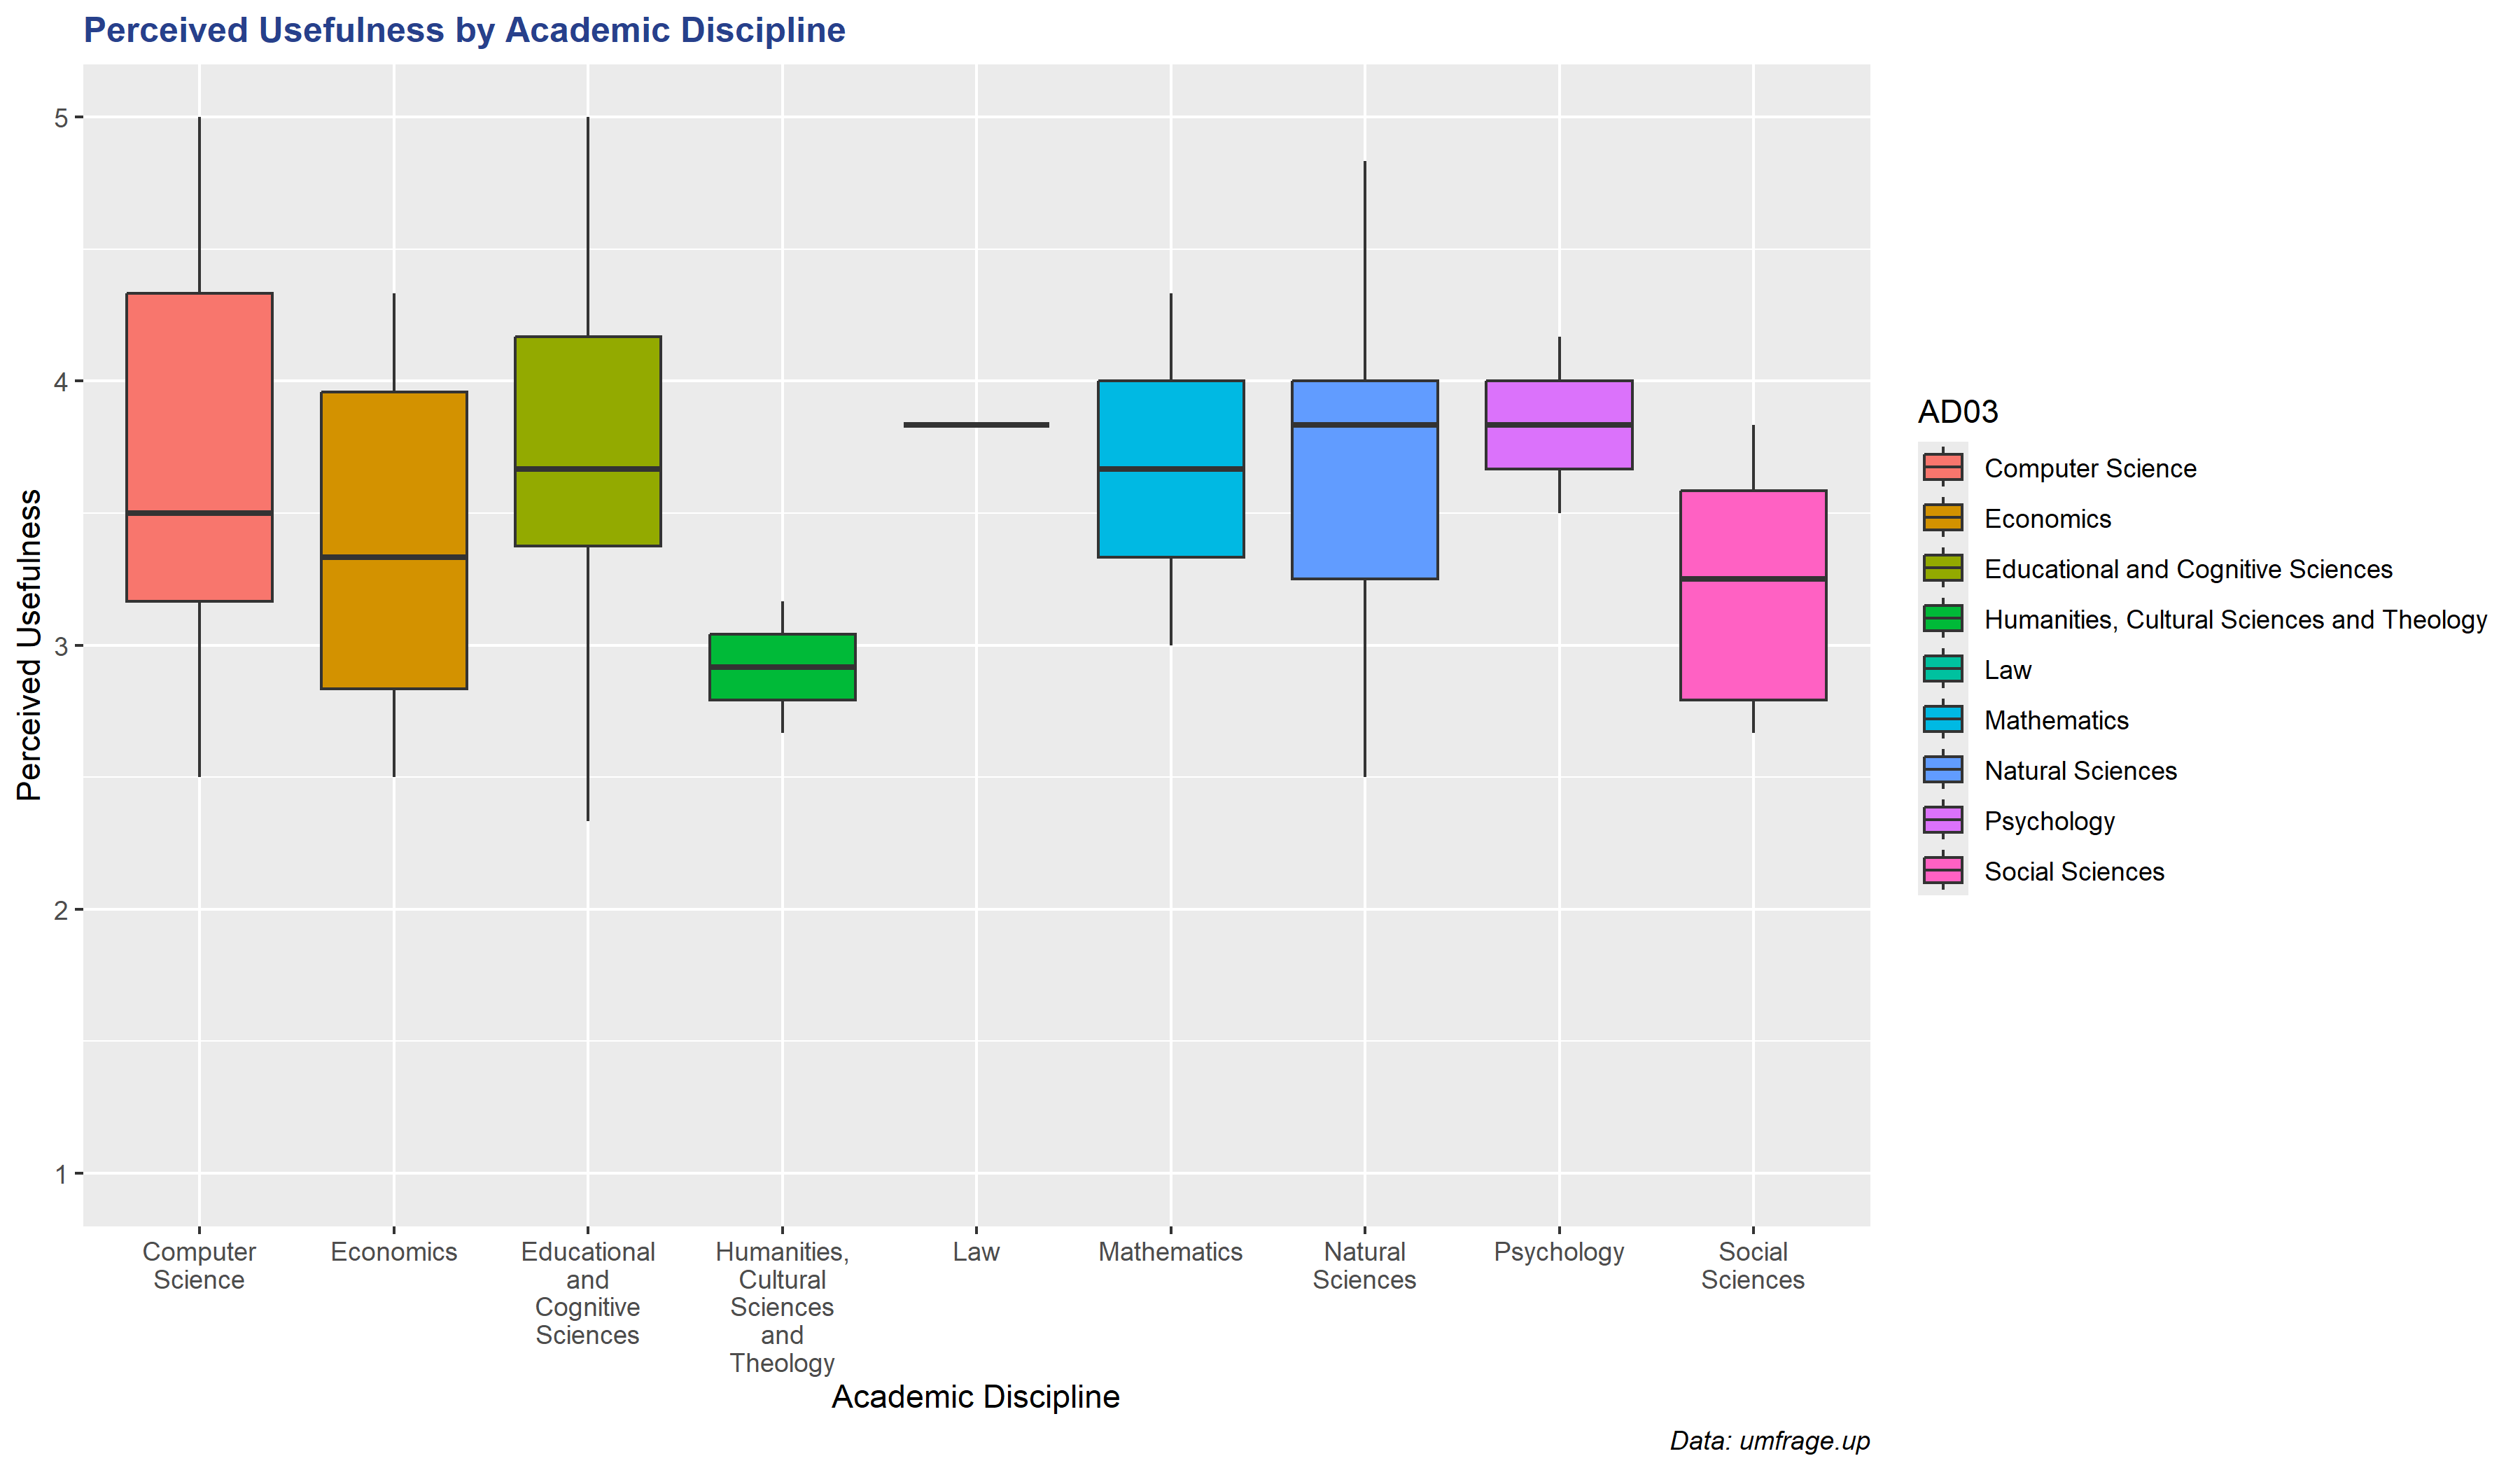 Perceived Usefulness by Academic Discipline
Perceived Usefulness
5
4
3
2
1
Computer
Science
Economics
Educational
and
Cognitive
Sciences
Humanities,
Cultural
Sciences
and
Theology
Law
Mathematics
Natural
Sciences
Psychology
Social
Sciences
Academic Discipline
AD03
Computer Science
Economics
Educational and Cognitive Sciences
Humanities, Cultural Sciences and Theology
Law
Mathematics
Natural Sciences
Psychology
Social Sciences
Data: umfrage.up